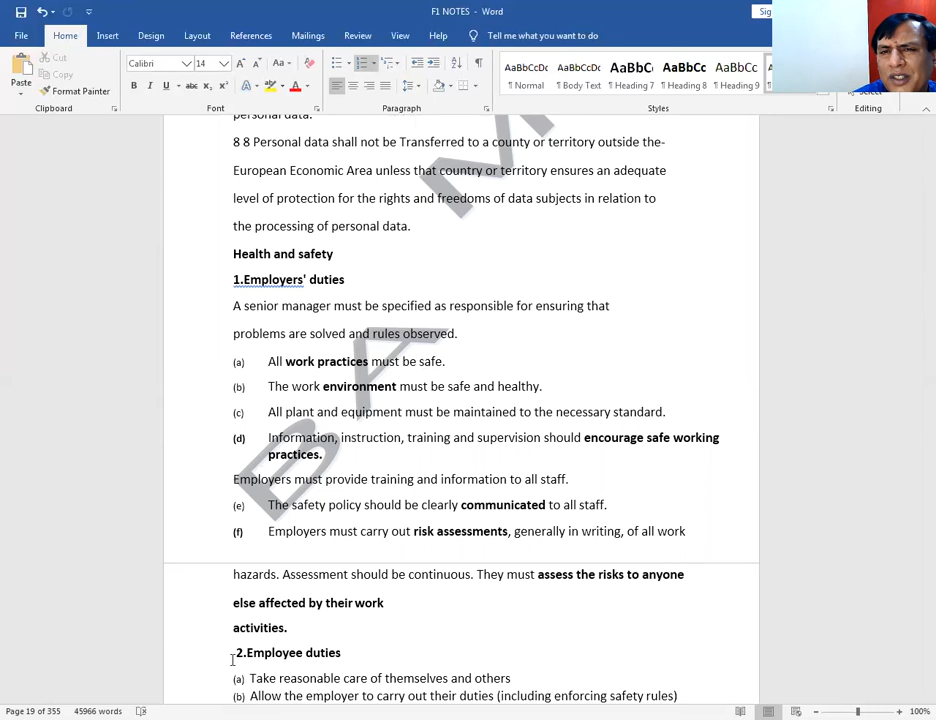 F1 NOTES - Word
Sig
File Home Insert Design Layout References Mailings Review View Help Tell me what you want to do
Cut
Copy
Paste
Format Painter
Calibri 14
AaBbCcDc AaBbCcDc AaBbC( AaBbCc AaBbCc
¶ Normal ¶ Body Text ¶ Heading 7 ¶ Heading 8 ¶ Heading 9
Clipboard Font Paragraph Styles Editing
personal data.
8 8 Personal data shall not be Transferred to a county or territory outside the-
European Economic Area unless that country or territory ensures an adequate
level of protection for the rights and freedoms of data subjects in relation to
the processing of personal data.
Health and safety
1.Employers' duties
A senior manager must be specified as responsible for ensuring that
problems are solved and rules observed.
(a) All work practices must be safe.
(b) The work environment must be safe and healthy.
(c) All plant and equipment must be maintained to the necessary standard.
(d) Information, instruction, training and supervision should encourage safe working
practices.
Employers must provide training and information to all staff.
(e) The safety policy should be clearly communicated to all staff.
(f) Employers must carry out risk assessments, generally in writing, of all work
hazards. Assessment should be continuous. They must assess the risks to anyone
else affected by their work
activities.
2.Employee duties
(a) Take reasonable care of themselves and others
(b) Allow the employer to carry out their duties (including enforcing safety rules)
BA M
Page 19 of 355 45966 words 100%